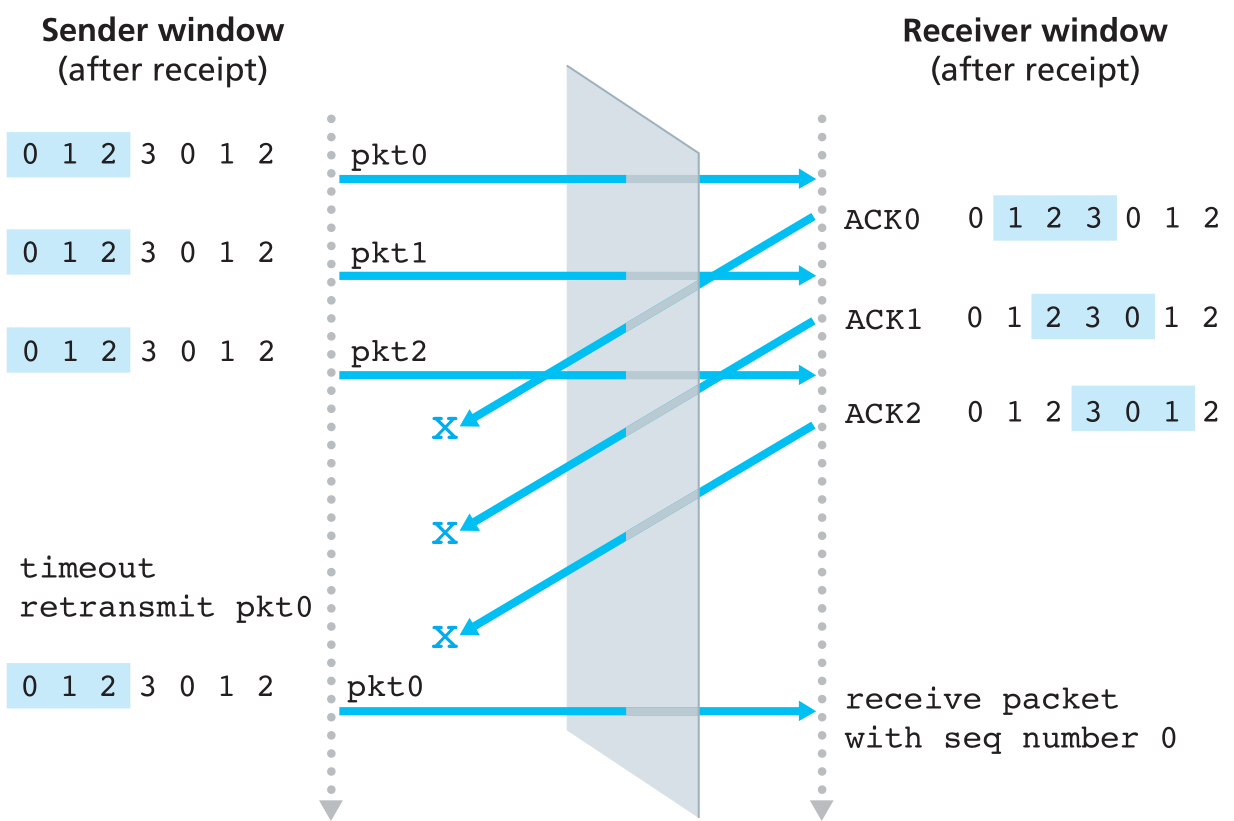 Sender window
(after receipt)
Receiver window
(after receipt)
0 1 2 3 0 1 2
pkt0
ACK0 0 1 2 3 0 1 2
0 1 2 3 0 1 2
pkt1
ACK1 0 1 2 3 0 1 2
0 1 2 3 0 1 2
pkt2
ACK2 0 1 2 3 0 1 2
x
x
timeout
retransmit pkt0
x
0 1 2 3 0 1 2
pkt0
receive packet
with seq number 0